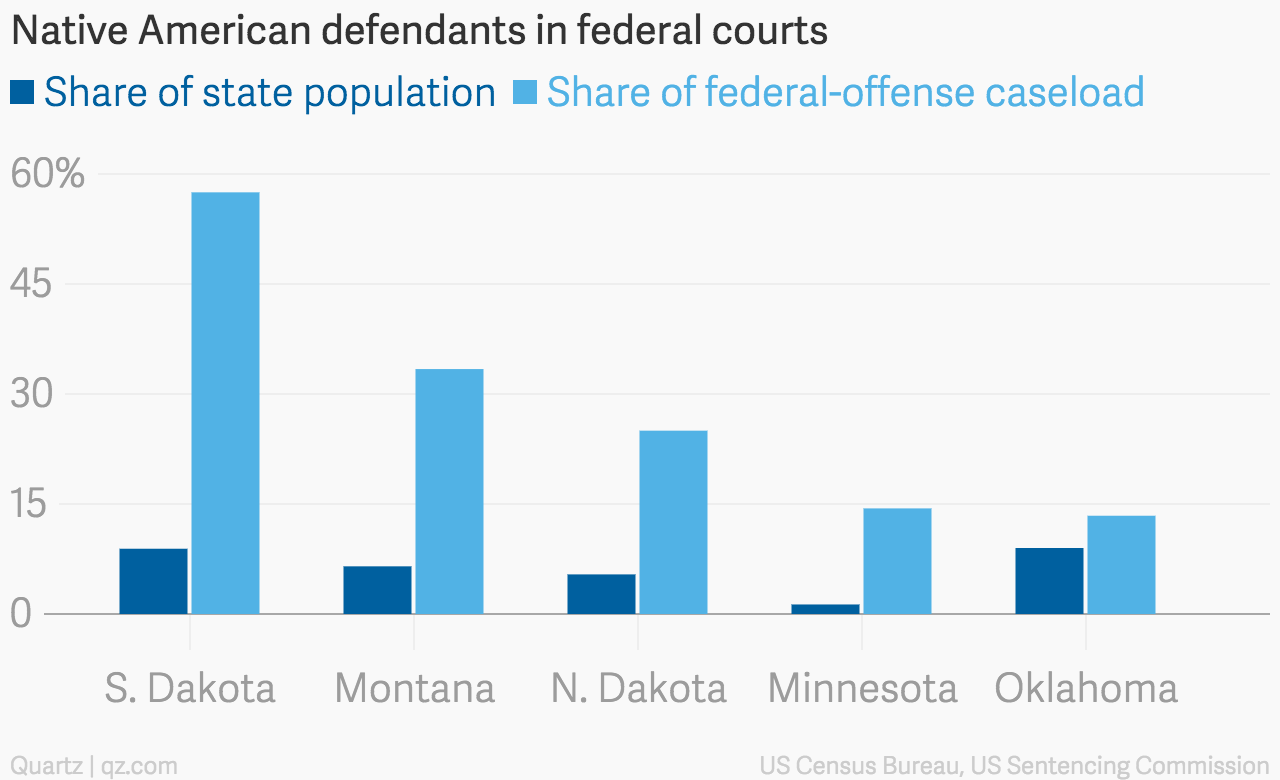 Native American defendants in federal courts
Share of state population Share of federal-offense caseload
60%
45
30
15
0
S. Dakota Montana N. Dakota Minnesota Oklahoma
Quartz | qz.com US Census Bureau, US Sentencing Commission